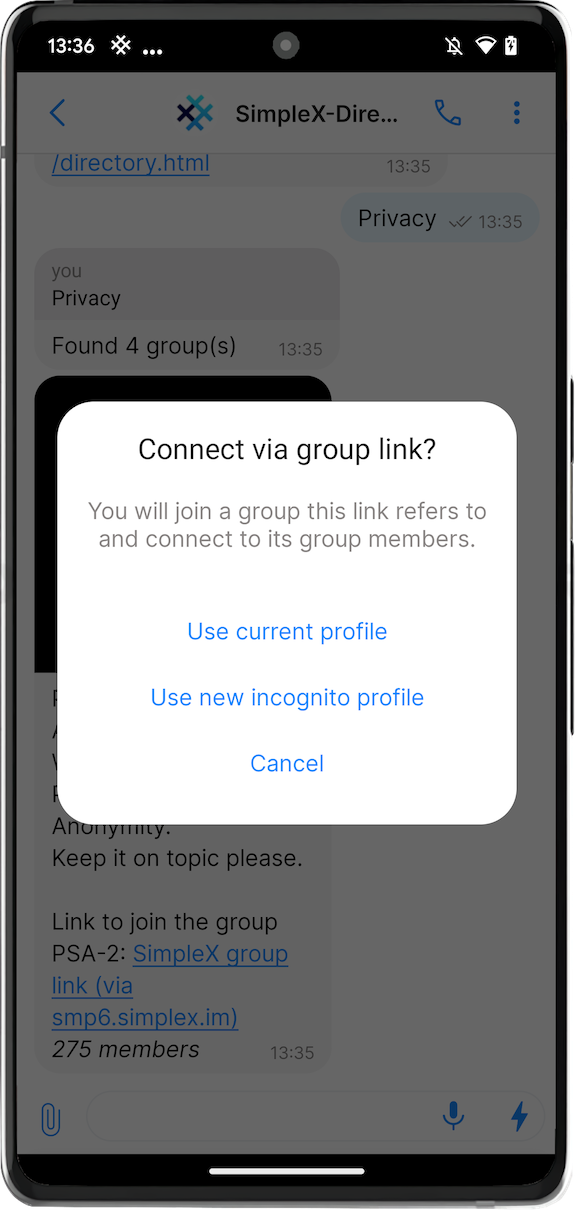 13:36
SimpleX-Dire...
/directory.html
13:35
Privacy 13:35
you
Privacy
Found 4 group(s) 13:35
Connect via group link?
You will join a group this link refers to
and connect to its group members.
Use current profile
Use new incognito profile
Cancel
Anonymity.
Keep it on topic please.
Link to join the group
PSA-2: SimpleX group
link (via
smp6.simplex.im)
275 members 13:35